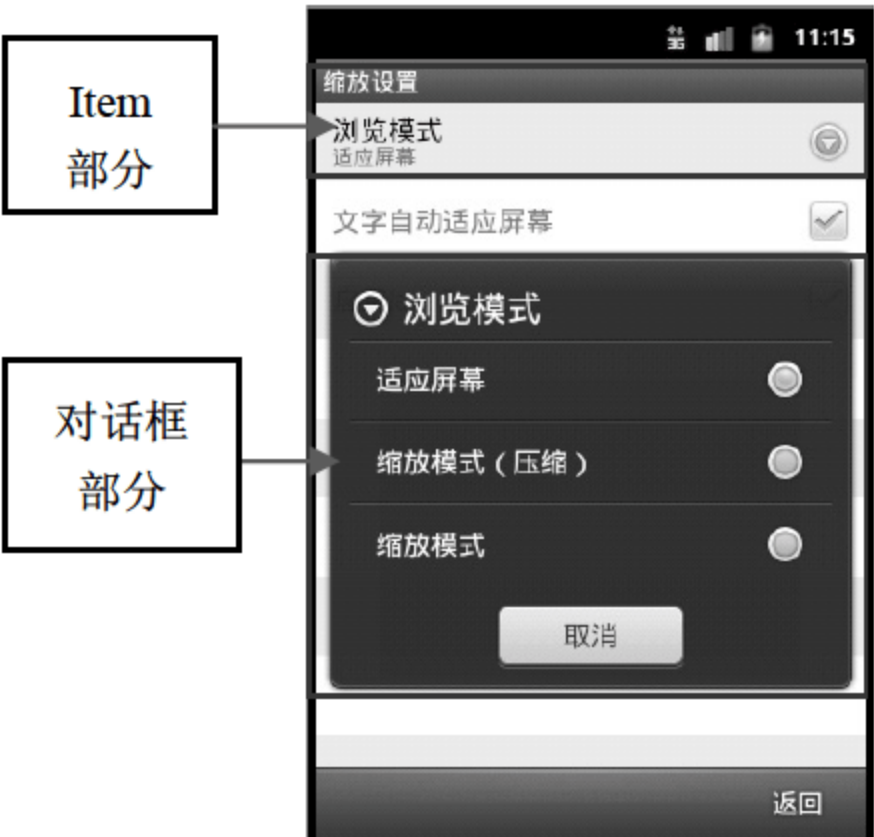 Item
部分
对话框
部分
3G
11:15
缩放设置
浏览模式
适应屏幕
文字自动适应屏幕
浏览模式
适应屏幕
缩放模式（压缩）
缩放模式
取消
返回